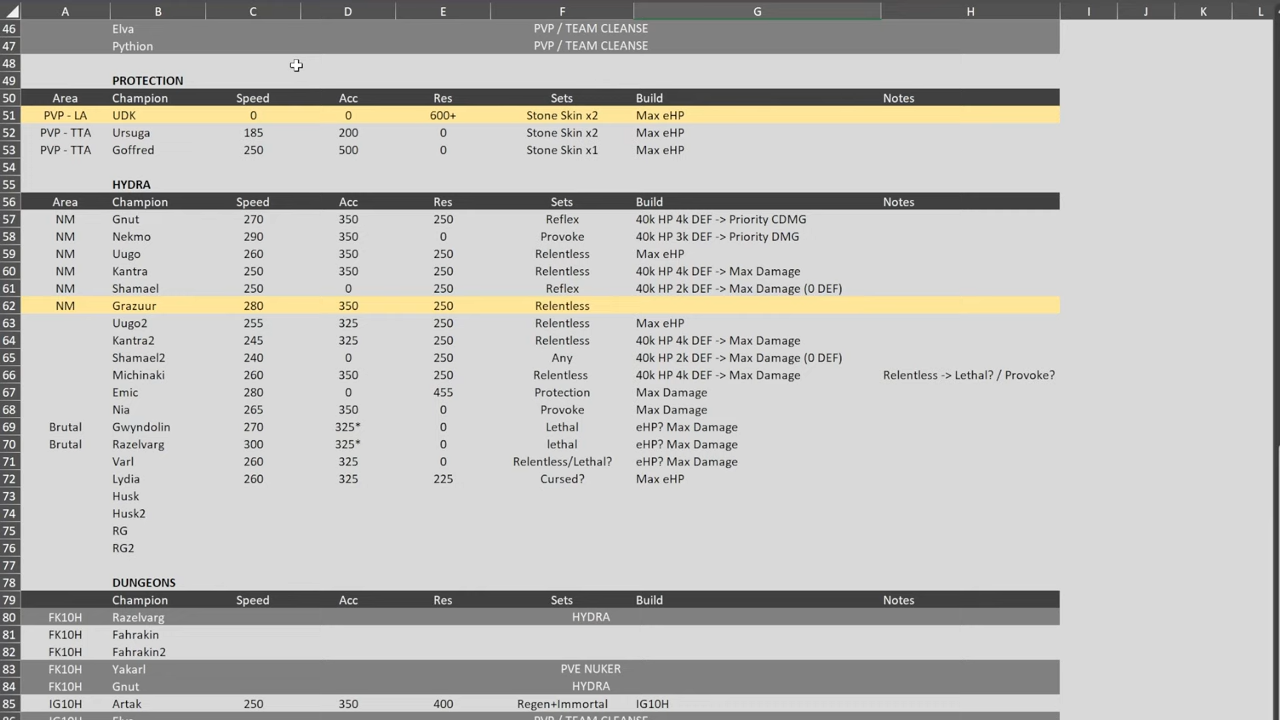 A B C D E F G H I J K L
46 Elva PVP / TEAM CLEANSE
47 Pythion PVP / TEAM CLEANSE
48
49 PROTECTION
50 Area Champion Speed Acc Res Sets Build Notes
51 PVP - LA UDK 0 0 600+ Stone Skin x2 Max eHP
52 PVP - TTA Ursuga 185 200 0 Stone Skin x2 Max eHP
53 PVP - TTA Goffred 250 500 0 Stone Skin x1 Max eHP
54
55 HYDRA
56 Area Champion Speed Acc Res Sets Build Notes
57 NM Gnut 270 350 250 Reflex 40k HP 4k DEF -> Priority CDMG
58 NM Nekmo 290 350 0 Provoke 40k HP 3k DEF -> Priority DMG
59 NM Uugo 260 350 250 Relentless Max eHP
60 NM Kantra 250 350 250 Relentless 40k HP 4k DEF -> Max Damage
61 NM Shamael 250 0 250 Reflex 40k HP 2k DEF -> Max Damage (0 DEF)
62 NM Grazuur 280 350 250 Relentless
63 Uugo2 255 325 250 Relentless Max eHP
64 Kantra2 245 325 250 Relentless 40k HP 4k DEF -> Max Damage
65 Shamael2 240 0 250 Any 40k HP 2k DEF -> Max Damage (0 DEF)
66 Michinaki 260 350 250 Relentless 40k HP 4k DEF -> Max Damage Relentless -> Lethal? / Provoke?
67 Emic 280 0 455 Protection Max Damage
68 Nia 265 350 0 Provoke Max Damage
69 Brutal Gwyndolin 270 325* 0 Lethal eHP? Max Damage
70 Brutal Razelvarg 300 325* 0 lethal eHP? Max Damage
71 Varl 260 325 0 Relentless/Lethal? eHP? Max Damage
72 Lydia 260 325 225 Cursed? Max eHP
73 Husk
74 Husk2
75 RG
76 RG2
77
78 DUNGEONS
79 Champion Speed Acc Res Sets Build Notes
80 FK10H Razelvarg HYDRA
81 FK10H Fahrakin
82 FK10H Fahrakin2
83 FK10H Yakarl PVE NUKER
84 FK10H Gnut HYDRA
85 IG10H Artak 250 350 400 Regen+Immortal IG10H
86 IG10H Elva PVP / TEAM CLEANSE